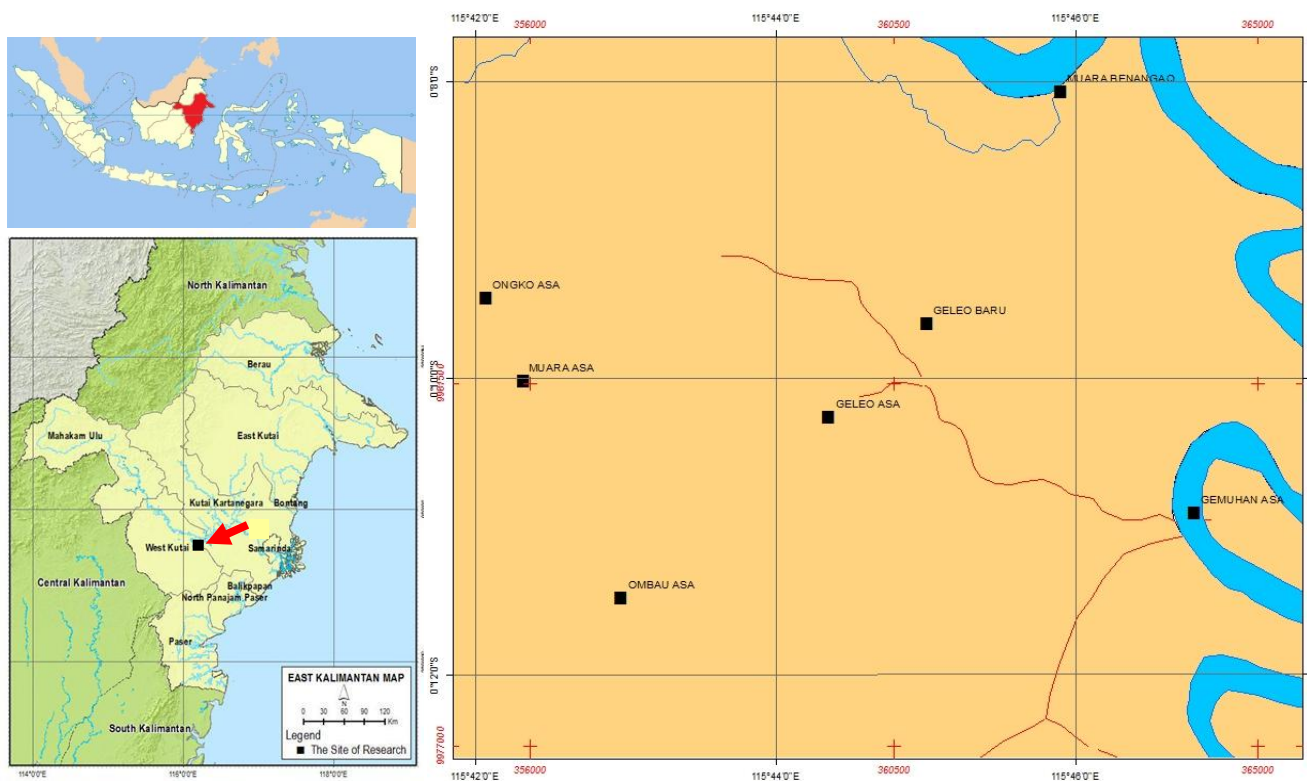 115°42'0"E
356000
115°44'0"E
360500
115°46'0"E
365000
0°8'0"S
MUARA BENANGAQ
ONGKO ASA
GELEO BARU
MUARA ASA
0°10'0"S
9987500
GELEO ASA
GEMUHAN ASA
OMBAU ASA
0°12'0"S
9977000
115°42'0"E
356000
115°44'0"E
360500
115°46'0"E
365000
North Kalimantan
Berau
Mahakam Ulu
East Kutai
Kutai Kartanegara
Bontang
West Kutai
Samarinda
Central Kalimantan
Balikpapan
North Panajam Paser
Paser
South Kalimantan
EAST KALIMANTAN MAP
N
0 30 60 90 120
Km
Legend
The Site of Research
114°0'0"E
116°0'0"E
118°0'0"E